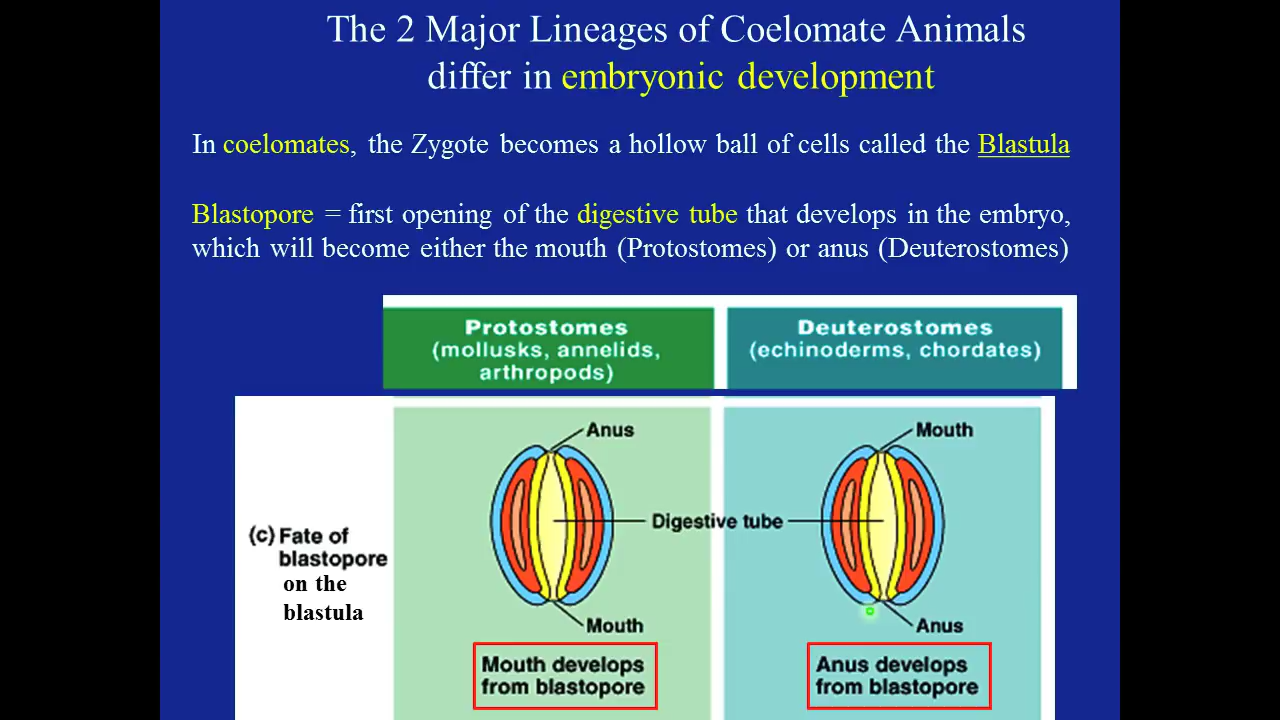 The 2 Major Lineages of Coelomate Animals
differ in embryonic development
In coelomates, the Zygote becomes a hollow ball of cells called the Blastula
Blastopore = first opening of the digestive tube that develops in the embryo,
which will become either the mouth (Protostomes) or anus (Deuterostomes)
Protostomes
(mollusks, annelids,
arthropods)
Deuterostomes
(echinoderms, chordates)
(c) Fate of
blastopore
on the
blastula
Anus
Digestive tube
Mouth
Mouth develops
from blastopore
Mouth
Anus
Anus develops
from blastopore